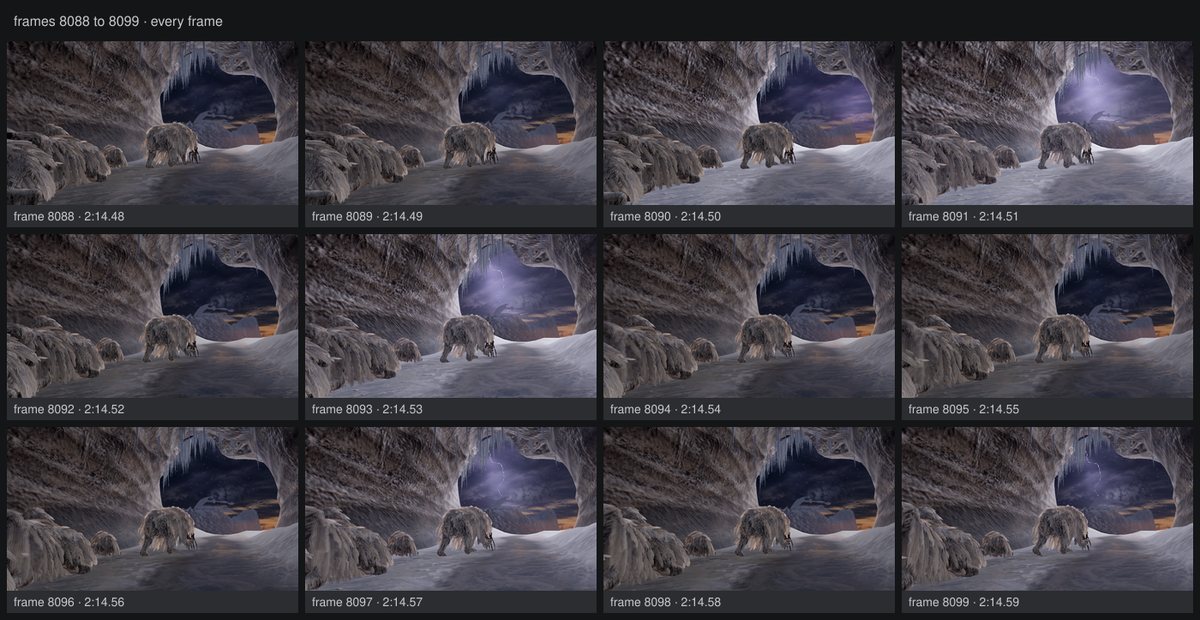 frames 8088 to 8099 · every frame
frame 8088 · 2:14.48
frame 8089 · 2:14.49
frame 8090 · 2:14.50
frame 8091 · 2:14.51
frame 8092 · 2:14.52
frame 8093 · 2:14.53
frame 8094 · 2:14.54
frame 8095 · 2:14.55
frame 8096 · 2:14.56
frame 8097 · 2:14.57
frame 8098 · 2:14.58
frame 8099 · 2:14.59